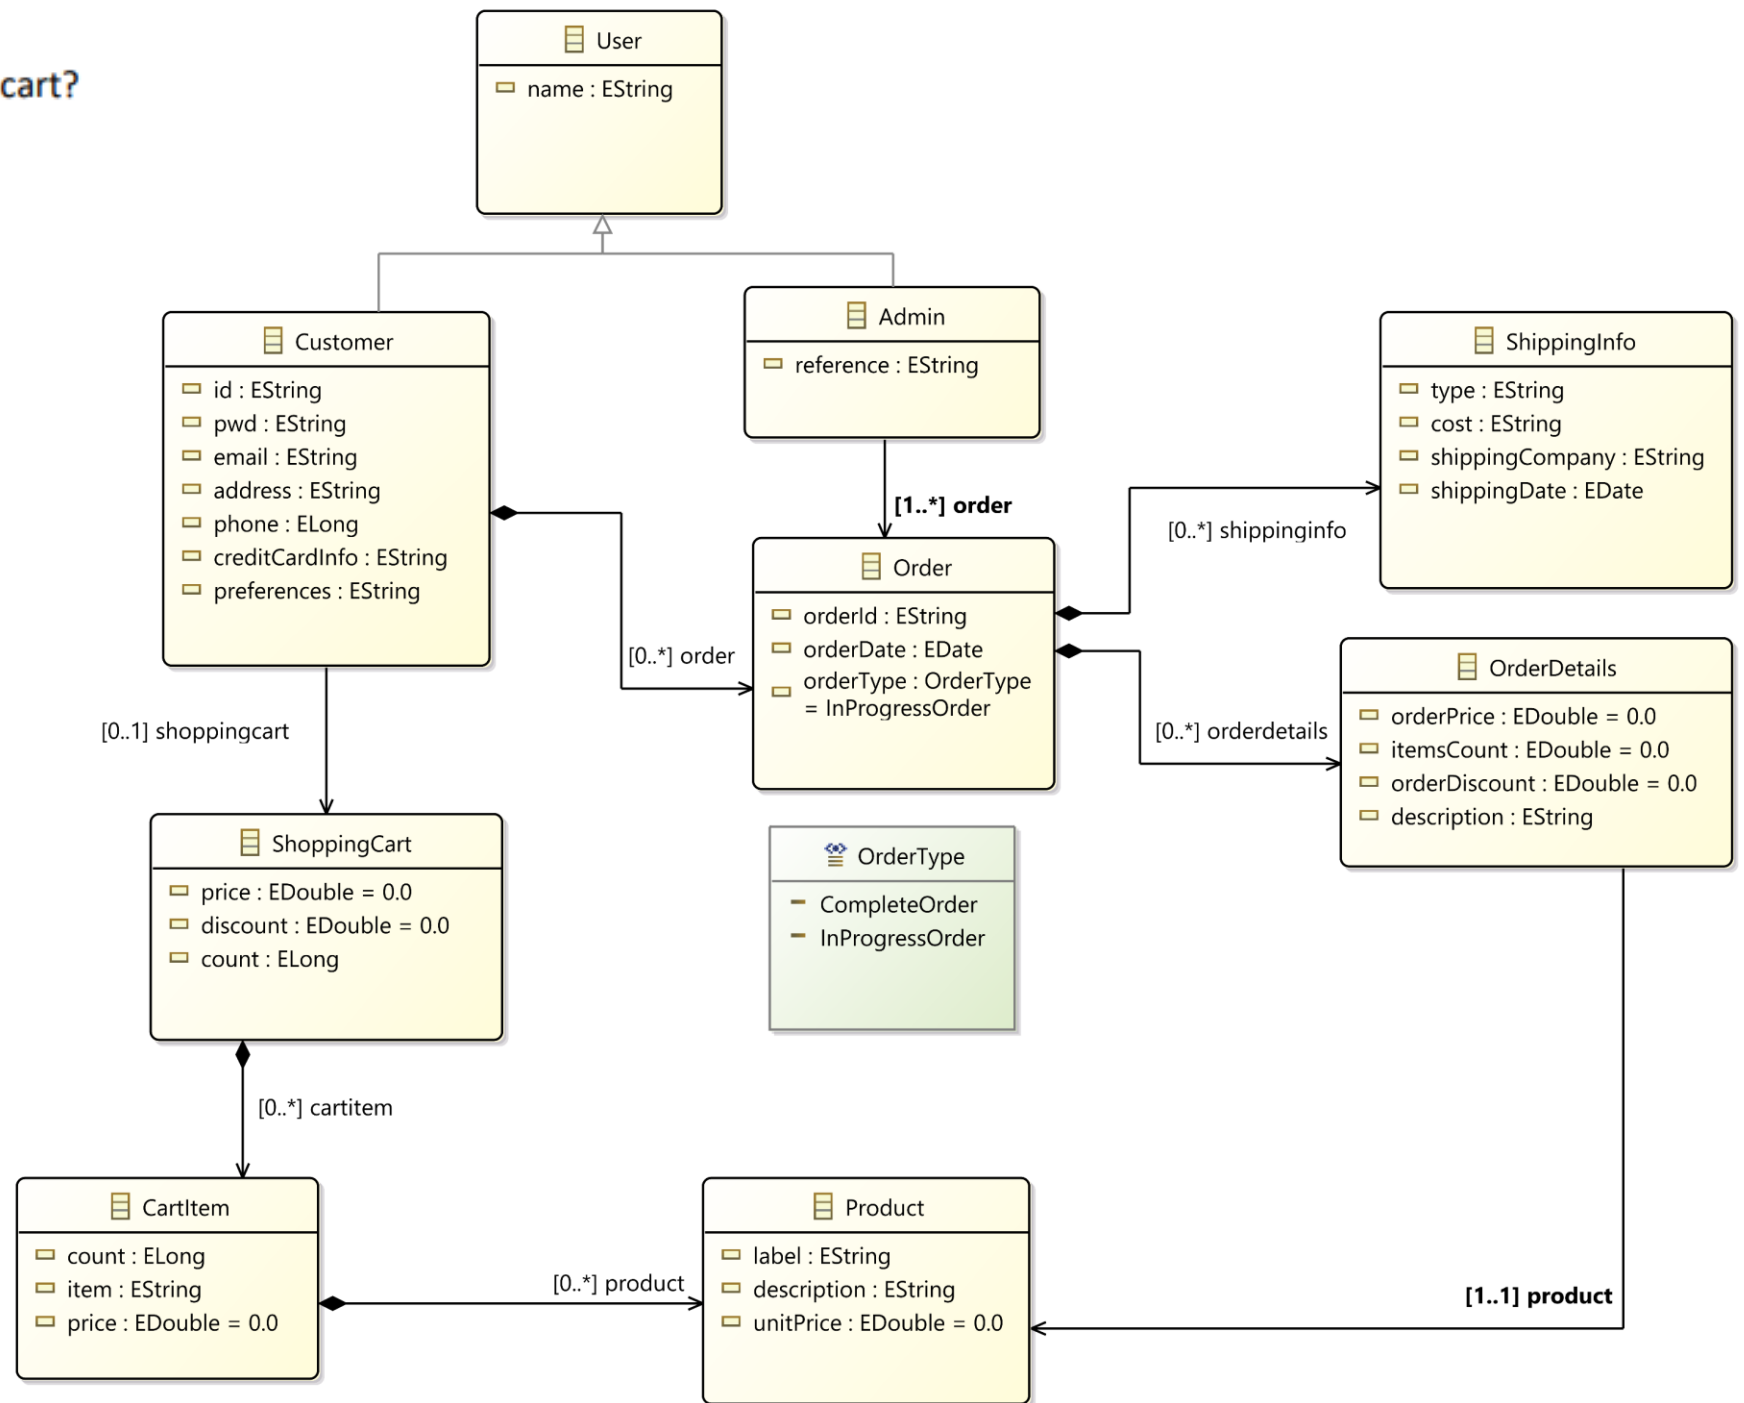 cart?
User
name : EString
Customer
id : EString
pwd : EString
email : EString
address : EString
phone : ELong
creditCardInfo : EString
preferences : EString
Admin
reference : EString
ShippingInfo
type : EString
cost : EString
shippingCompany : EString
shippingDate : EDate
[1..*] order
[0..*] shippinginfo
Order
orderId : EString
orderDate : EDate
orderType : OrderType
= InProgressOrder
[0..*] order
[0..1] shoppingcart
[0..*] orderdetails
OrderDetails
orderPrice : EDouble = 0.0
itemsCount : EDouble = 0.0
orderDiscount : EDouble = 0.0
description : EString
ShoppingCart
price : EDouble = 0.0
discount : EDouble = 0.0
count : ELong
OrderType
CompleteOrder
InProgressOrder
[0..*] cartitem
CartItem
count : ELong
item : EString
price : EDouble = 0.0
[0..*] product
Product
label : EString
description : EString
unitPrice : EDouble = 0.0
[1..1] product